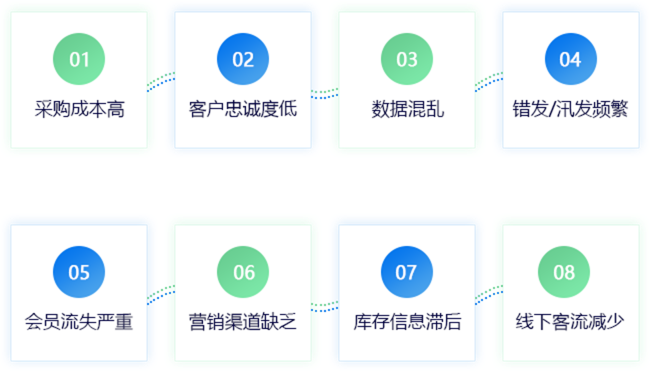 01
采购成本高
02
客户忠诚度低
03
数据混乱
04
错发/汛发频繁
05
会员流失严重
06
营销渠道缺乏
07
库存信息滞后
08
线下客流减少